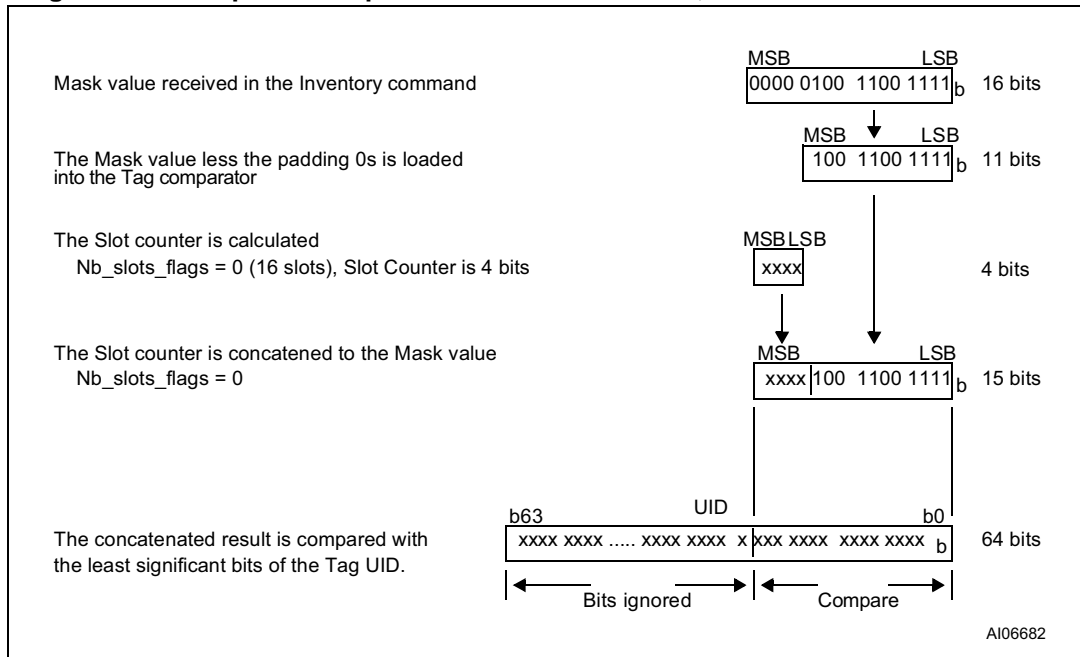 MSB LSB
Mask value received in the Inventory command 0000 0100 1100 1111 b 16 bits
MSB LSB
The Mask value less the padding 0s is loaded
into the Tag comparator
100 1100 1111 b 11 bits
The Slot counter is calculated
MSB LSB
Nb_slots_flags = 0 (16 slots), Slot Counter is 4 bits
xxxx 4 bits
The Slot counter is concatened to the Mask value
MSB LSB
Nb_slots_flags = 0
xxxx 100 1100 1111 b 15 bits
UID
b63 b0
The concatenated result is compared with
the least significant bits of the Tag UID.
xxxx xxxx ..... xxxx xxxx x xxx xxxx xxxx xxxx b 64 bits
Bits ignored Compare
AI06682